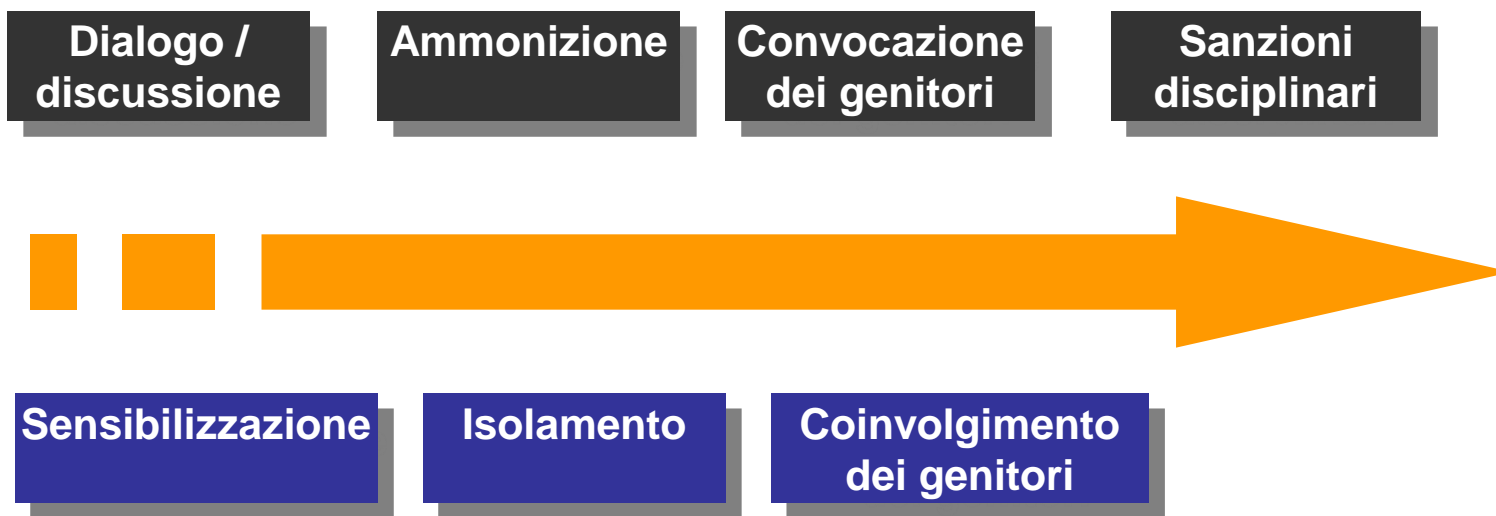 Dialogo /
discussione
Ammonizione
Convocazione
dei genitori
Sanzioni
disciplinari
Sensibilizzazione
Isolamento
Coinvolgimento
dei genitori